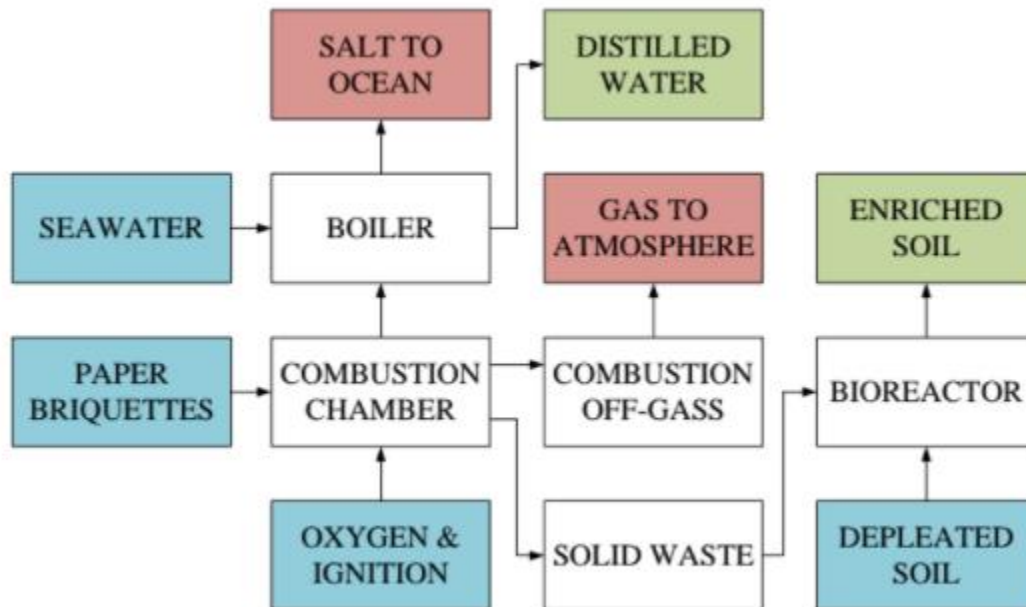 SALT TO
OCEAN
DISTILLED
WATER
SEAWATER
BOILER
GAS TO
ATMOSPHERE
ENRICHED
SOIL
PAPER
BRIQUETTES
COMBUSTION
CHAMBER
COMBUSTION
OFF-GASS
BIOREACTOR
OXYGEN &
IGNITION
SOLID WASTE
DEPLEATED
SOIL